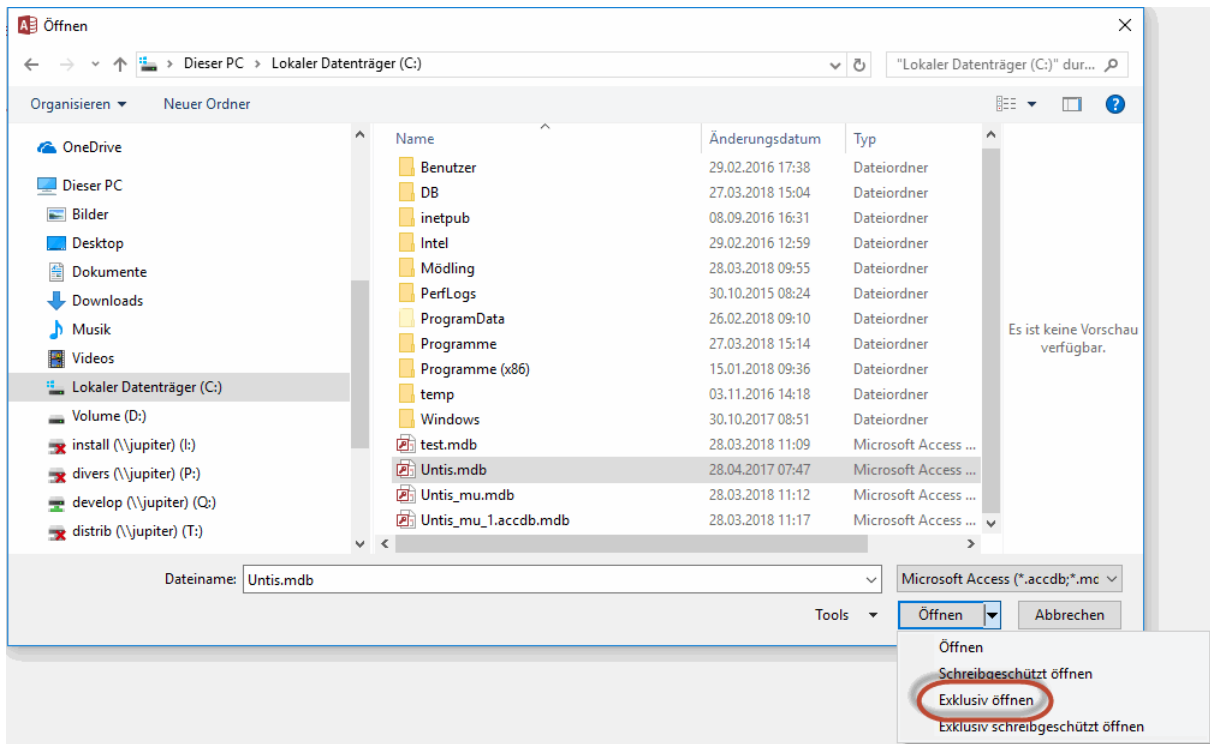 Öffnen
Dieser PC > Lokaler Datenträger (C:)
"Lokaler Datenträger (C:)" dur...
Organisieren
Neuer Ordner
OneDrive
Dieser PC
Bilder
Desktop
Dokumente
Downloads
Musik
Videos
Lokaler Datenträger (C:)
Volume (D:)
install (\\jupiter) (I:)
divers (\\jupiter) (P:)
develop (\\jupiter) (Q:)
distrib (\\jupiter) (T:)
Name Änderungsdatum Typ
Benutzer 29.02.2016 17:38 Dateiordner
DB 27.03.2018 15:04 Dateiordner
inetpub 08.09.2016 16:31 Dateiordner
Intel 29.02.2016 12:59 Dateiordner
Mödling 28.03.2018 09:55 Dateiordner
PerfLogs 30.10.2015 08:24 Dateiordner
ProgramData 26.02.2018 09:10 Dateiordner
Programme 27.03.2018 15:14 Dateiordner
Programme (x86) 15.01.2018 09:36 Dateiordner
temp 03.11.2016 14:18 Dateiordner
Windows 30.10.2017 08:51 Dateiordner
test.mdb 28.03.2018 11:09 Microsoft Access ...
Untis.mdb 28.04.2017 07:47 Microsoft Access ...
Untis_mu.mdb 28.03.2018 11:12 Microsoft Access ...
Untis_mu_1.accdb.mdb 28.03.2018 11:17 Microsoft Access ...
Es ist keine Vorschau
verfügbar.
Dateiname: Untis.mdb
Microsoft Access (*.accdb;*.mc
Tools
Öffnen
Abbrechen
Öffnen
Schreibgeschützt öffnen
Exklusiv öffnen
Exklusiv schreibgeschützt öffnen